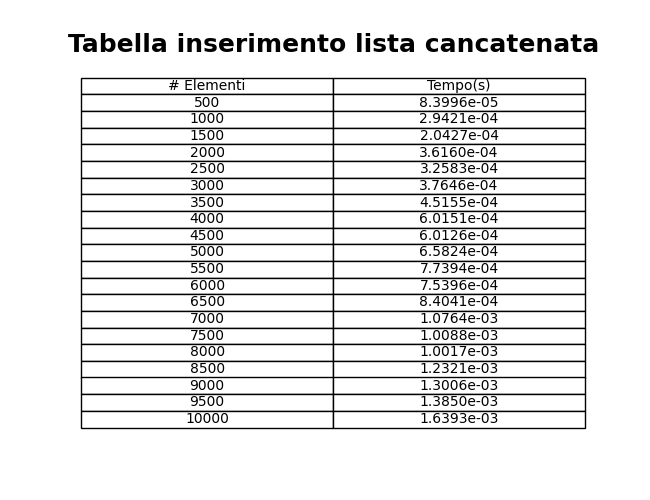 Tabella inserimento lista cancatenata
# Elementi Tempo(s)
500 8.3996e-05
1000 2.9421e-04
1500 2.0427e-04
2000 3.6160e-04
2500 3.2583e-04
3000 3.7646e-04
3500 4.5155e-04
4000 6.0151e-04
4500 6.0126e-04
5000 6.5824e-04
5500 7.7394e-04
6000 7.5396e-04
6500 8.4041e-04
7000 1.0764e-03
7500 1.0088e-03
8000 1.0017e-03
8500 1.2321e-03
9000 1.3006e-03
9500 1.3850e-03
10000 1.6393e-03